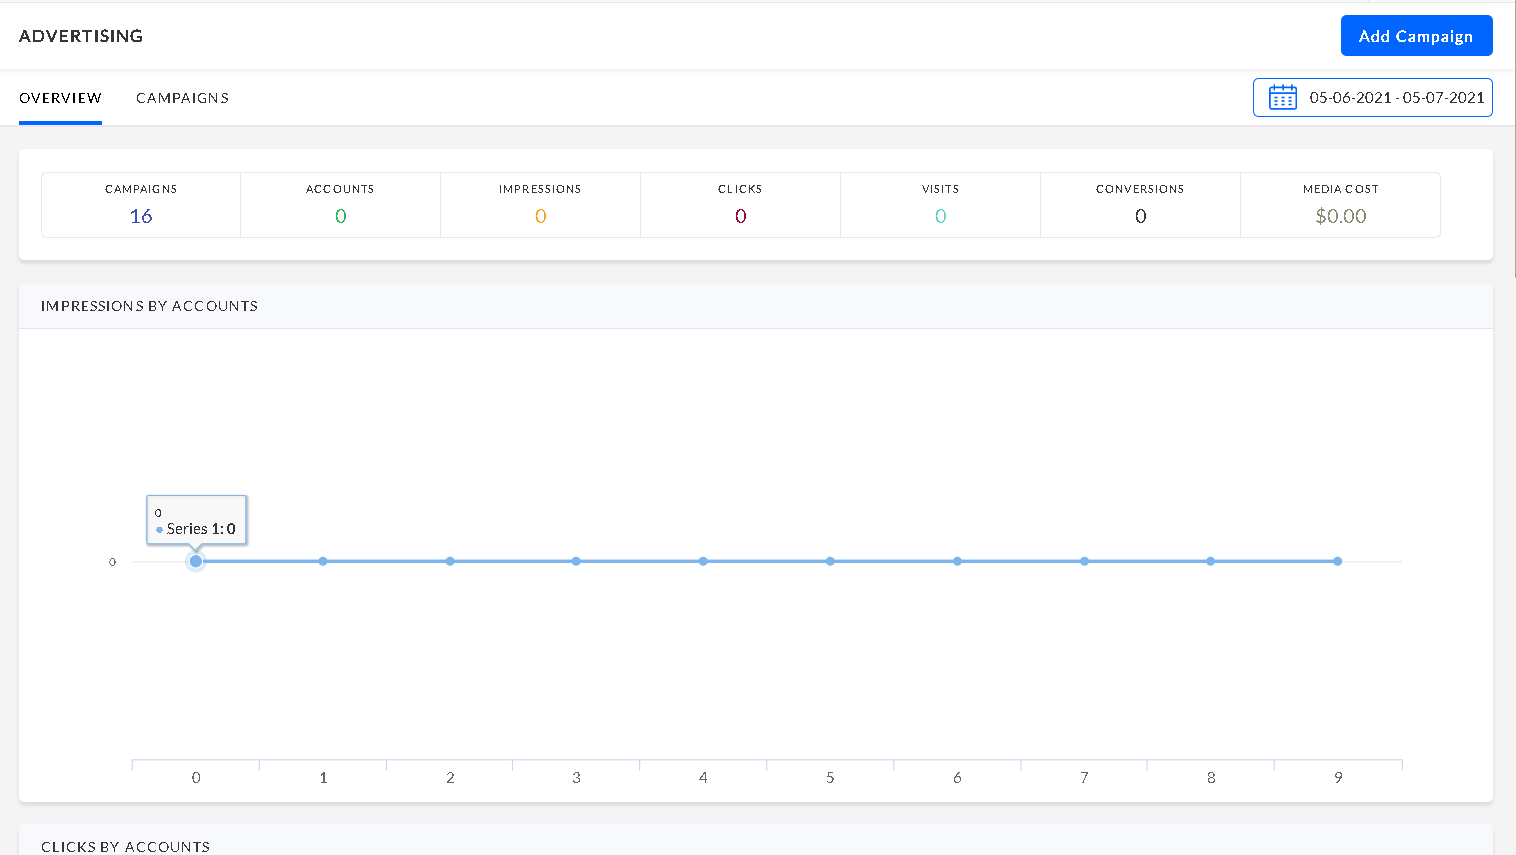 ADVERTISING
Add Campaign
OVERVIEW CAMPAIGNS
05-06-2021 - 05-07-2021
CAMPAIGNS ACCOUNTS IMPRESSIONS CLICKS VISITS CONVERSIONS MEDIA COST
16 0 0 0 0 0 $0.00
IMPRESSIONS BY ACCOUNTS
0
Series 1: 0
0
0 1 2 3 4 5 6 7 8 9
CLICKS BY ACCOUNTS